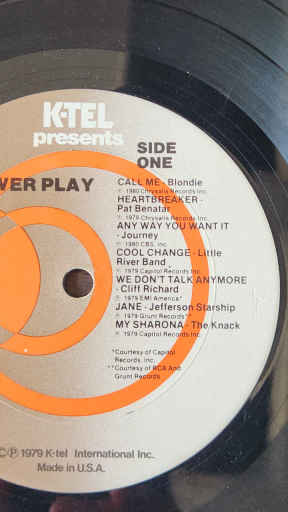 K-TEL
presents
SIDE
ONE
WER PLAY
CALL ME - Blondie
℗ 1980 Chrysalis Records Inc.
HEARTBREAKER -
Pat Benatar
℗ 1979 Chrysalis Records Inc.
ANY WAY YOU WANT IT
- Journey
℗ 1980 CBS, Inc.
COOL CHANGE - Little
River Band
℗ 1979 Capitol Records Inc.
WE DON'T TALK ANYMORE
- Cliff Richard
℗ 1979 EMI America*
JANE - Jefferson Starship
℗ 1979 Grunt Records**
MY SHARONA - The Knack
℗ 1979 Capitol Records Inc.
*Courtesy of Capitol
Records, Inc.
**Courtesy of RCA And
Grunt Records
©℗ 1979 K-tel International Inc.
Made in U.S.A.